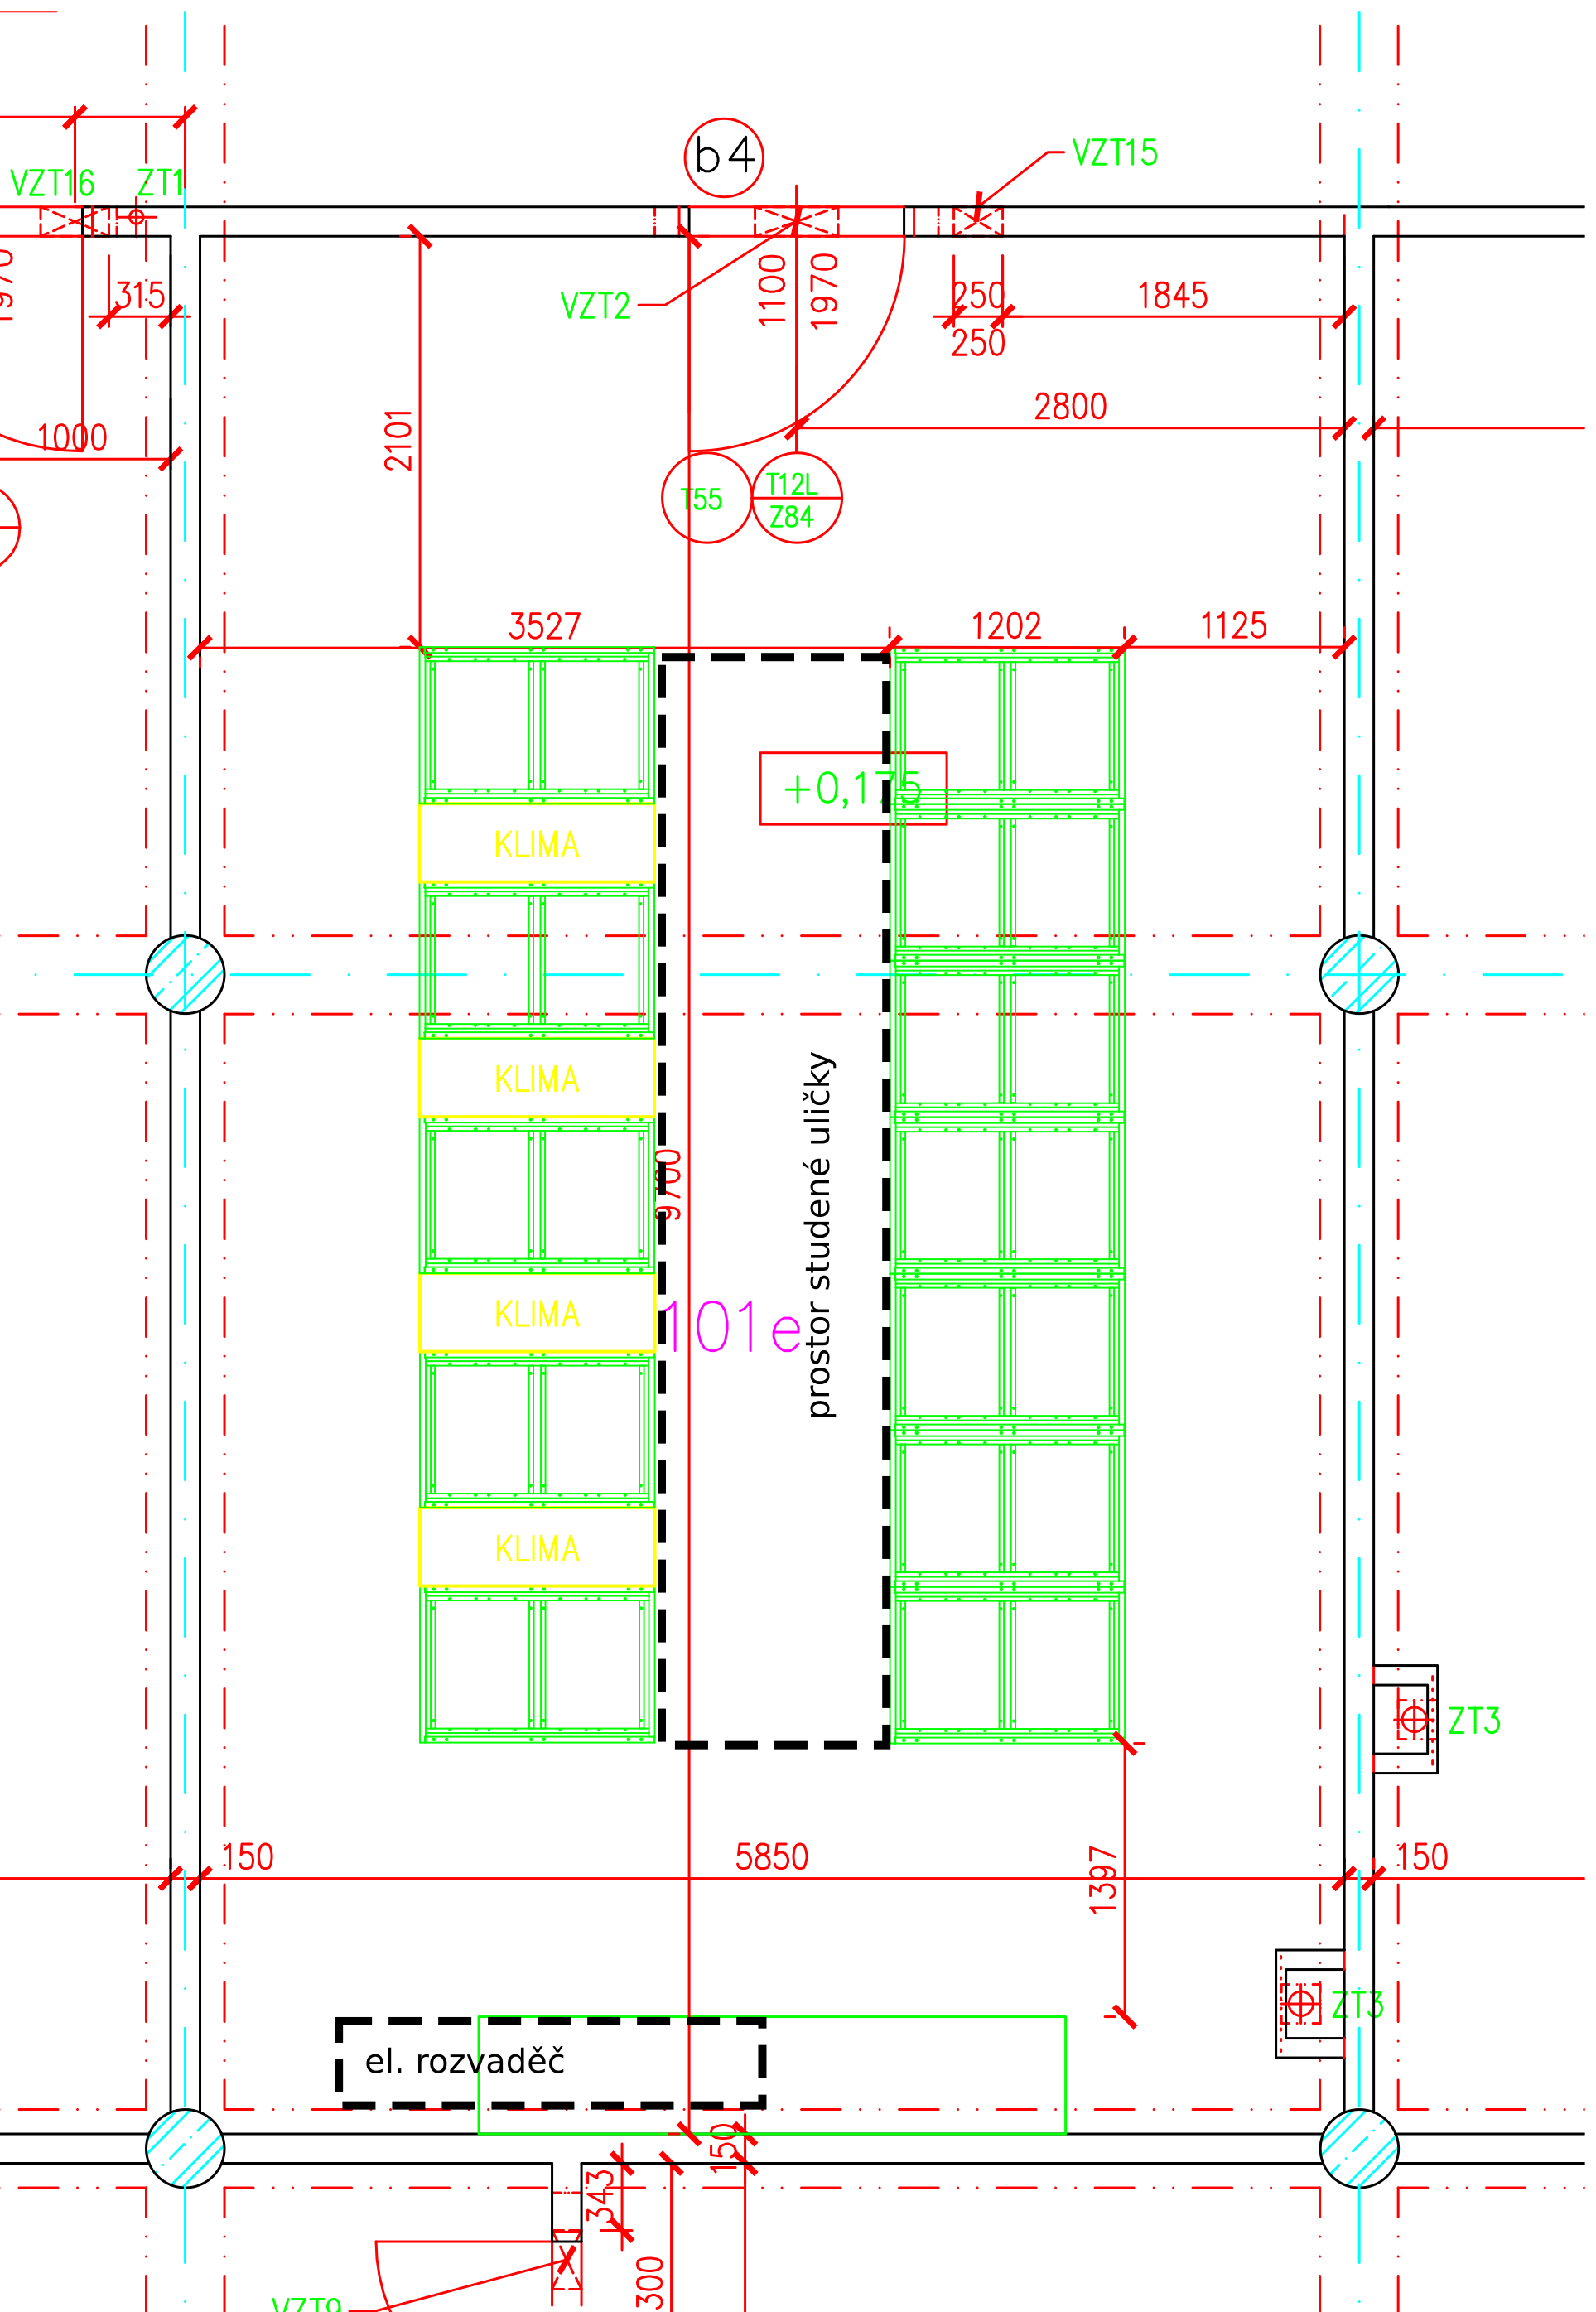 b4
VZT15
VZT16
ZT1
1970
315
VZT2
1100
1970
250
250
1845
1000
2101
2800
T55
T12L
Z84
3527
1202
1125
+0,175
KLIMA
KLIMA
9700
prostor studené uličky
KLIMA
101e
KLIMA
ZT3
150
5850
1397
150
ZT3
el. rozvaděč
150
343
300
VZT9